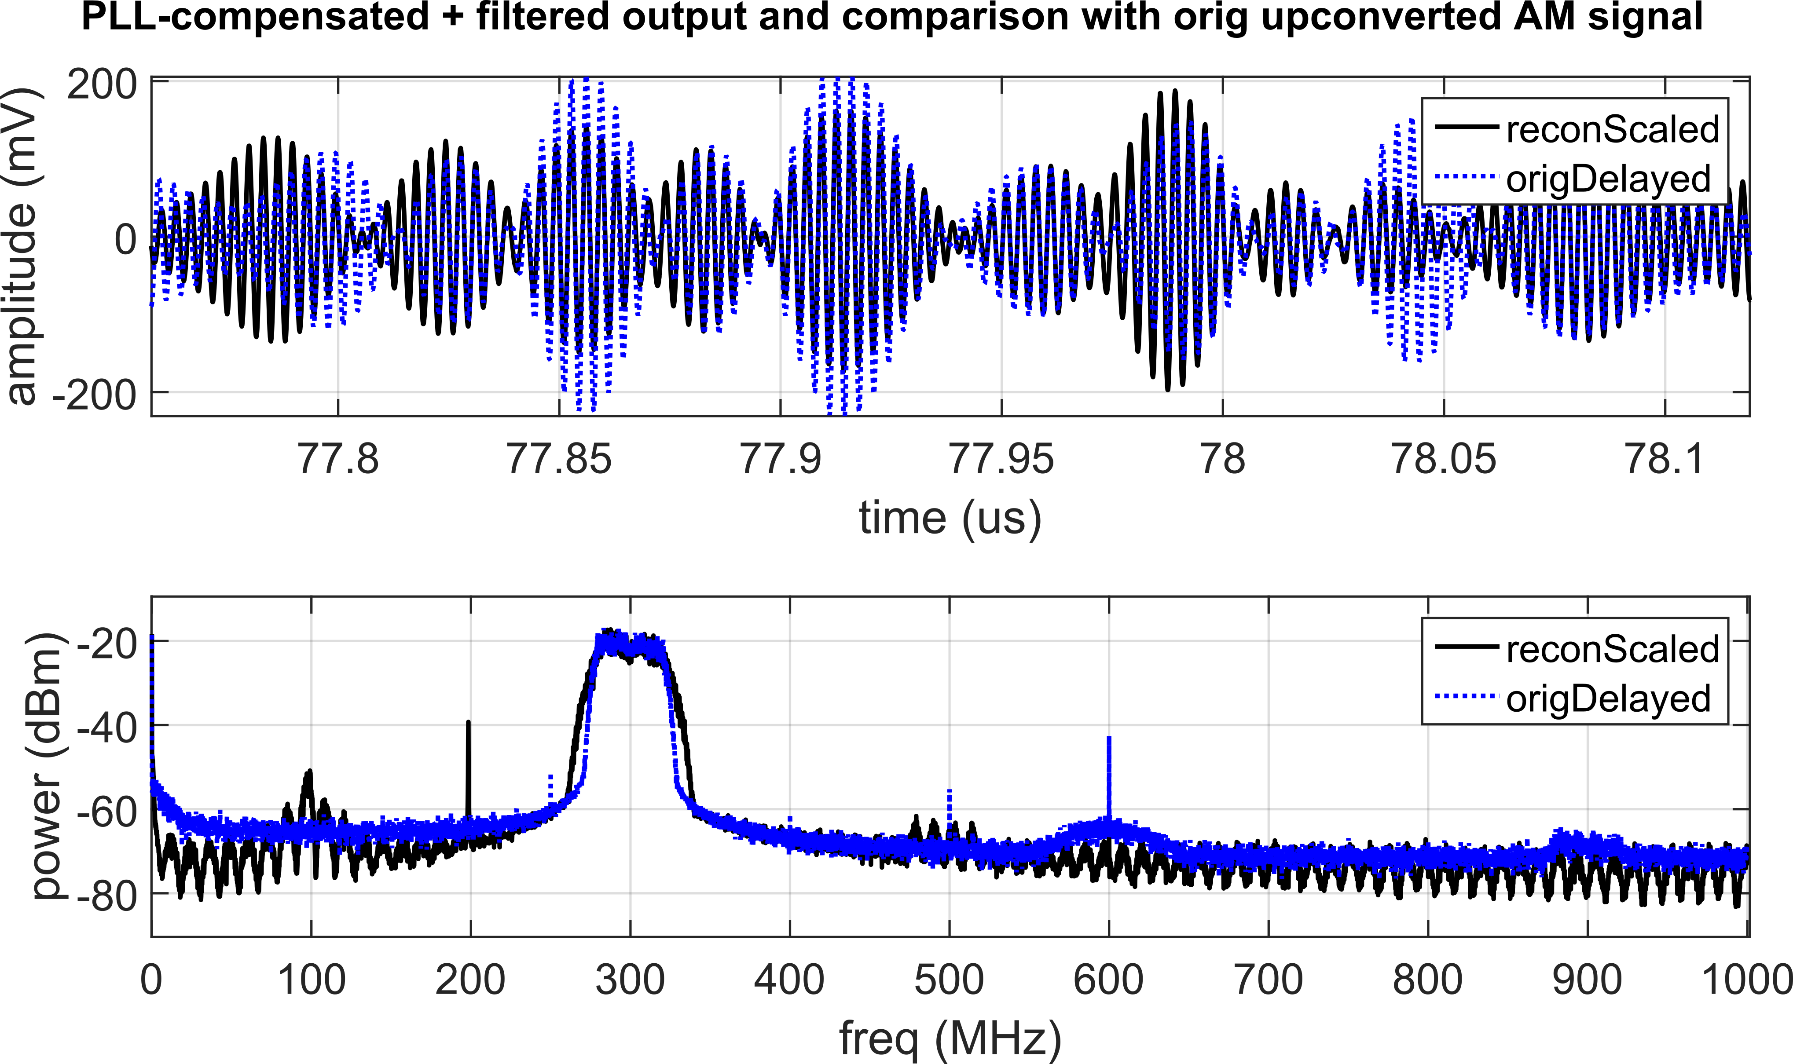 PLL-compensated + filtered output and comparison with orig upconverted AM signal
amplitude (mV)
200
0
-200
reconScaled
origDelayed
77.8 77.85 77.9 77.95 78 78.05 78.1
time (us)
power (dBm)
-20
-40
-60
-80
reconScaled
origDelayed
0 100 200 300 400 500 600 700 800 900 1000
freq (MHz)